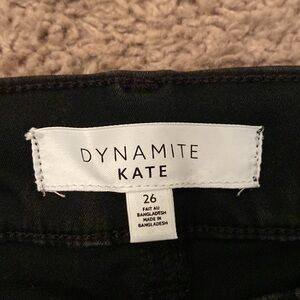 DYNAMITE
KATE
26
FAIT AU
BANGLADESH
MADE IN
BANGLADESH